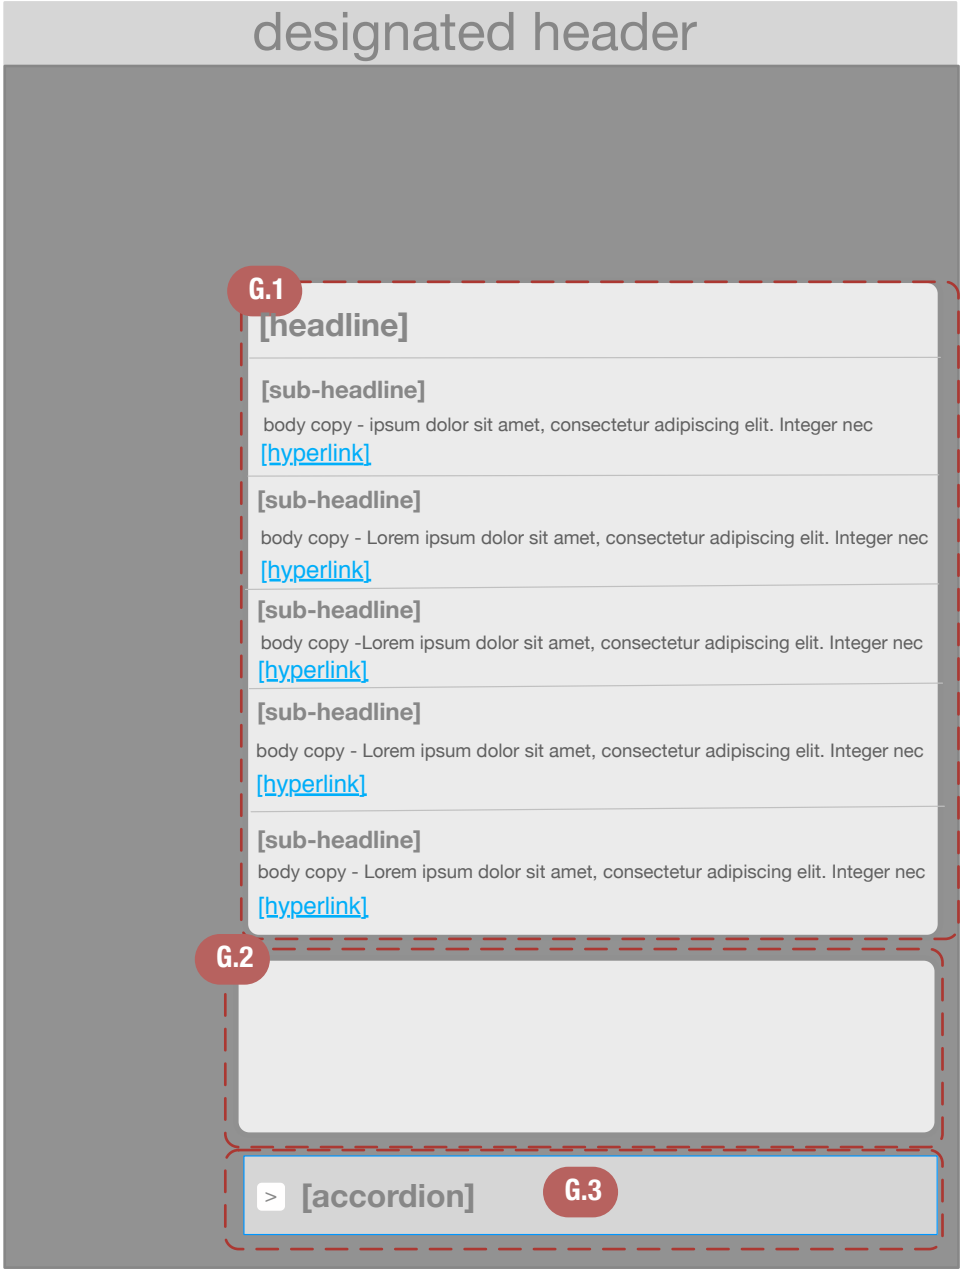 designated header
G.1
[headline]
[sub-headline]
body copy - ipsum dolor sit amet, consectetur adipiscing elit. Integer nec
[hyperlink]
[sub-headline]
body copy - Lorem ipsum dolor sit amet, consectetur adipiscing elit. Integer nec
[hyperlink]
[sub-headline]
body copy -Lorem ipsum dolor sit amet, consectetur adipiscing elit. Integer nec
[hyperlink]
[sub-headline]
body copy - Lorem ipsum dolor sit amet, consectetur adipiscing elit. Integer nec
[hyperlink]
[sub-headline]
body copy - Lorem ipsum dolor sit amet, consectetur adipiscing elit. Integer nec
[hyperlink]
G.2
> [accordion] G.3